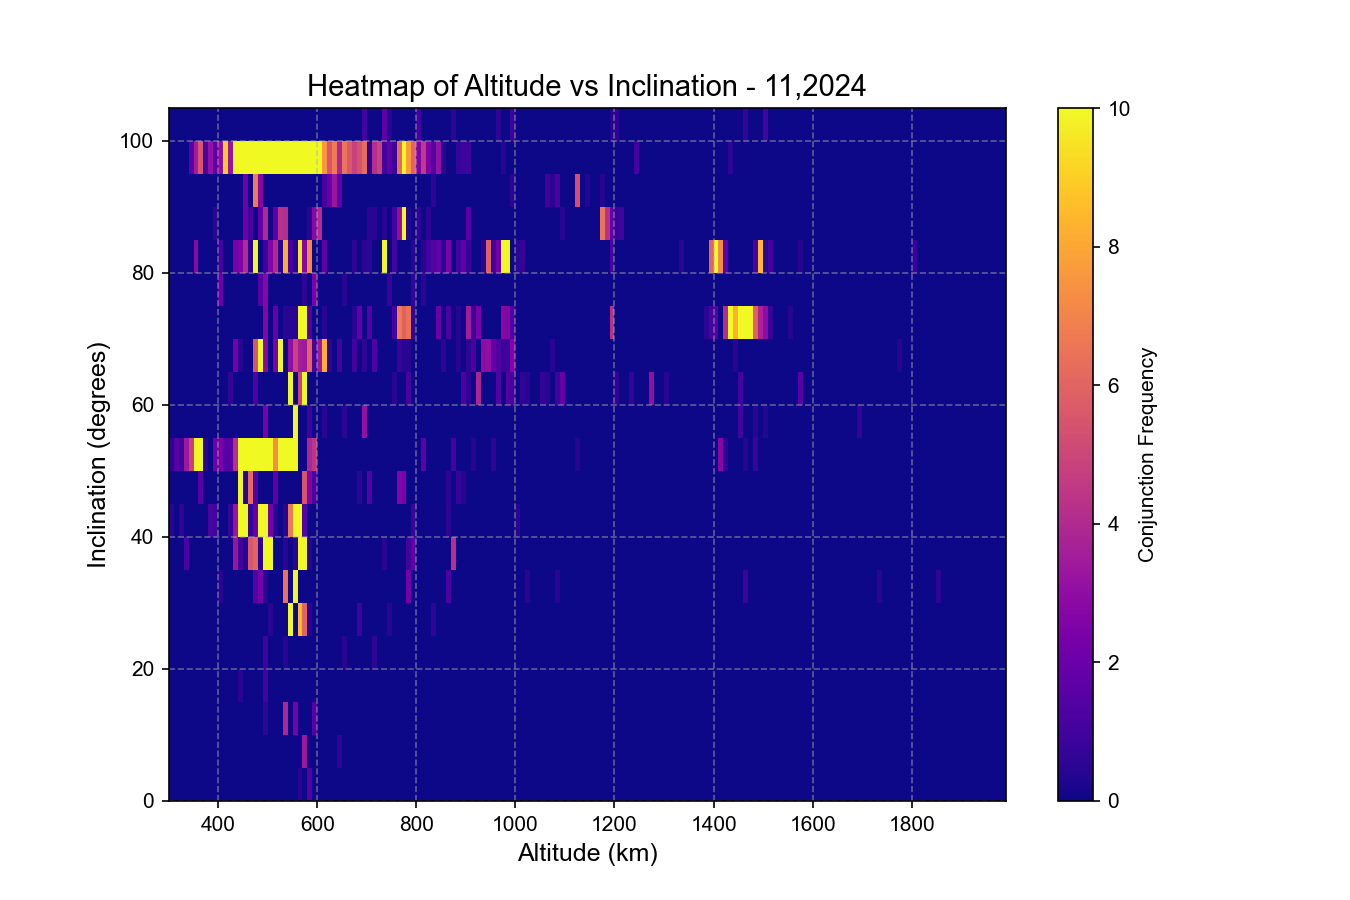 Heatmap of Altitude vs Inclination - 11,2024
100
80
60
40
20
0
Inclination (degrees)
400 600 800 1000 1200 1400 1600 1800
Altitude (km)
10
8
6
4
2
0
Conjunction Frequency